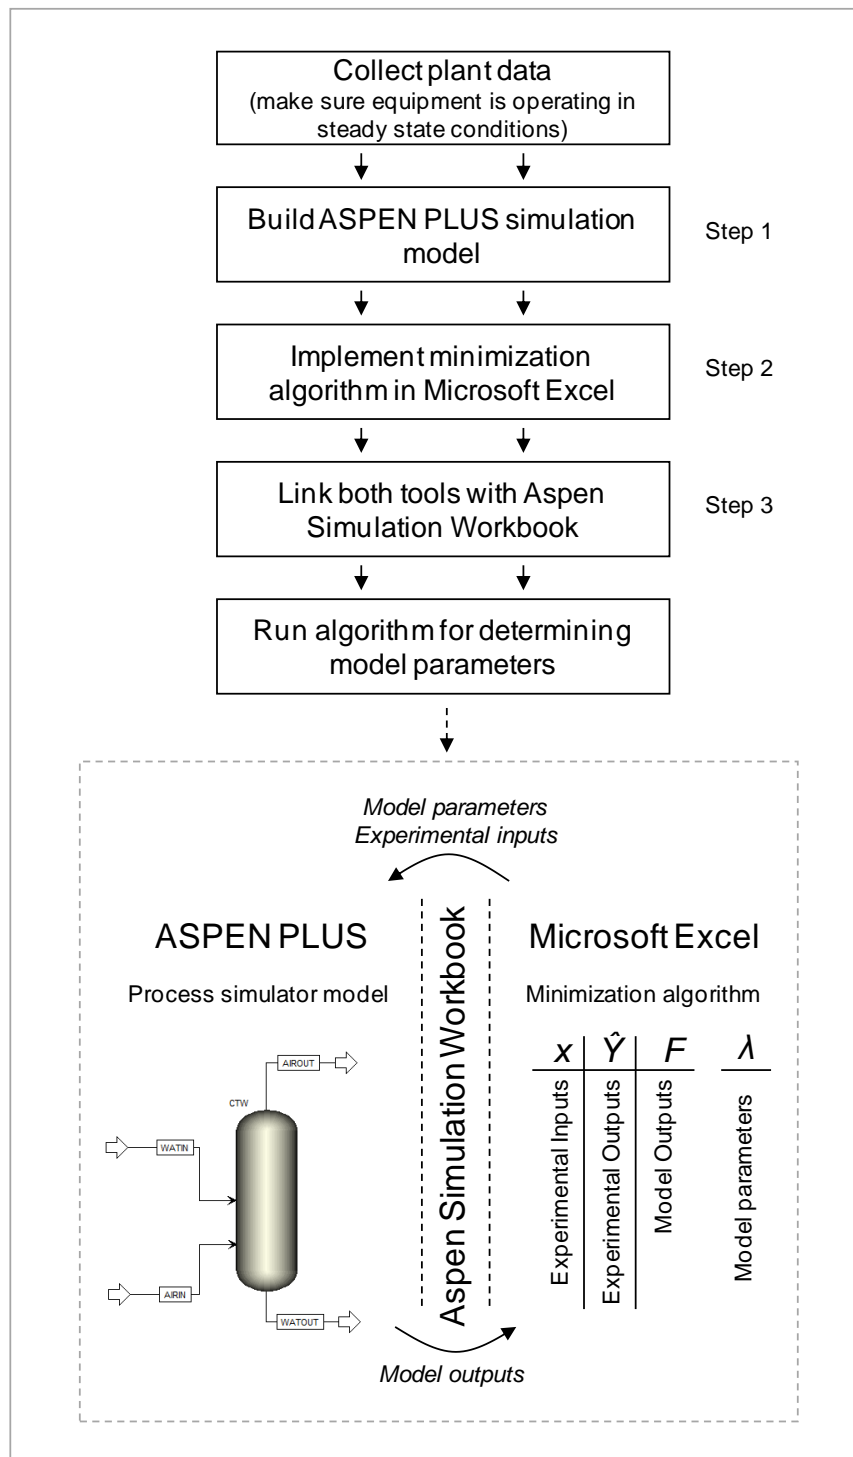 Collect plant data
(make sure equipment is operating in
steady state conditions)
Build ASPEN PLUS simulation
model
Step 1
Implement minimization
algorithm in Microsoft Excel
Step 2
Link both tools with Aspen
Simulation Workbook
Step 3
Run algorithm for determining
model parameters
Model parameters
Experimental inputs
ASPEN PLUS
Process simulator model
Aspen Simulation Workbook
Microsoft Excel
Minimization algorithm
x Ŷ F λ
Experimental Inputs
Experimental Outputs
Model Outputs
Model parameters
AIROUT
CTW
WATIN
AIRIN
WATOUT
Model outputs